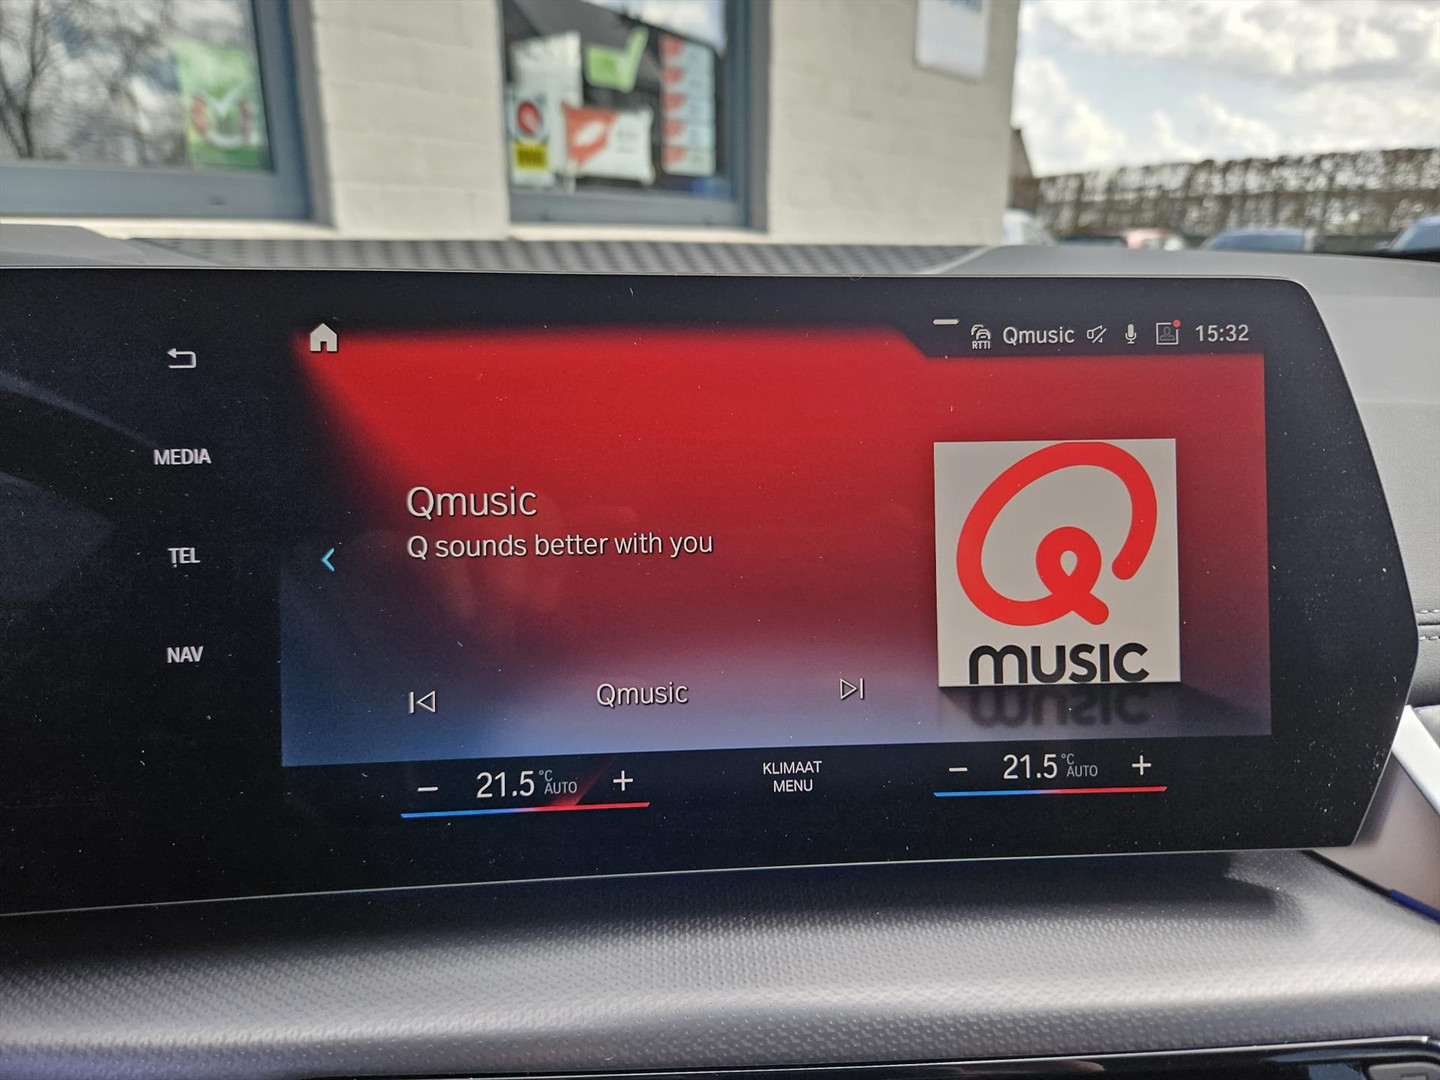 RTTI Qmusic 15:32
MEDIA
TEL
NAV
Qmusic
Q sounds better with you
Qmusic
Q
MUSIC
21.5 °C AUTO
KLIMAAT
MENU
21.5 °C AUTO